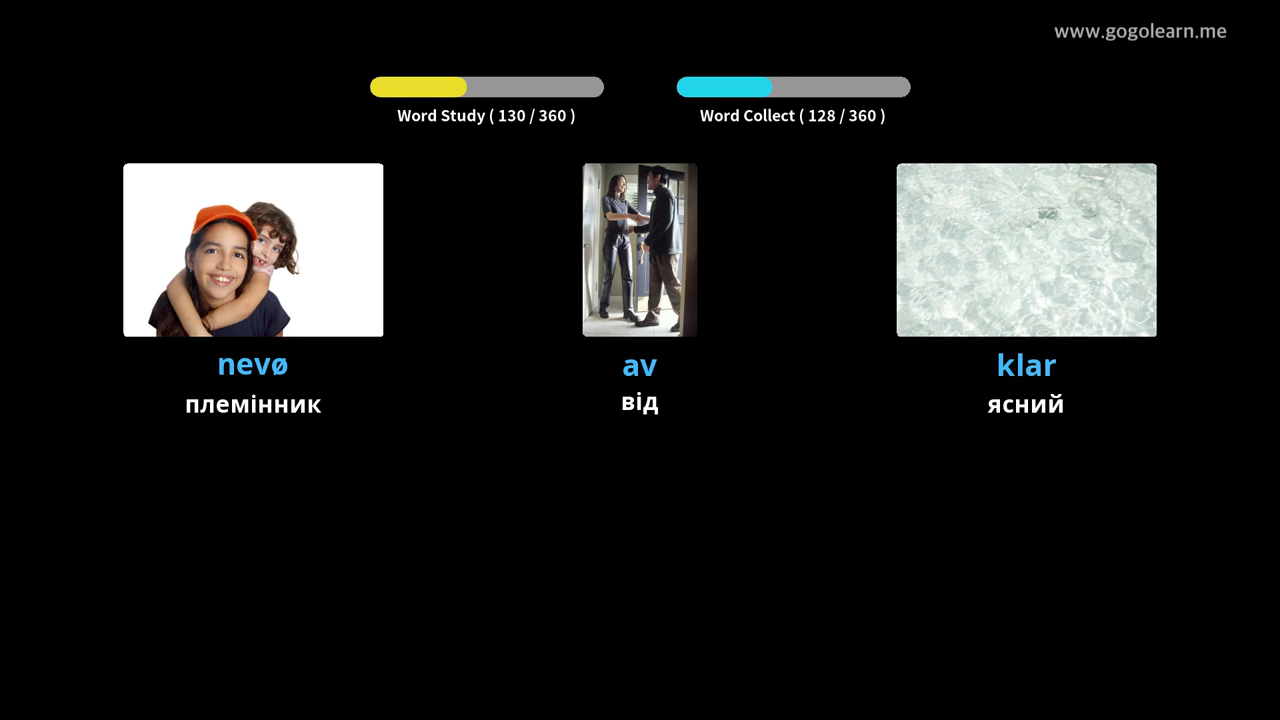 www.gogolearn.me
Word Study ( 130 / 360 )
Word Collect ( 128 / 360 )
nevø
av
klar
племінник
від
ясний